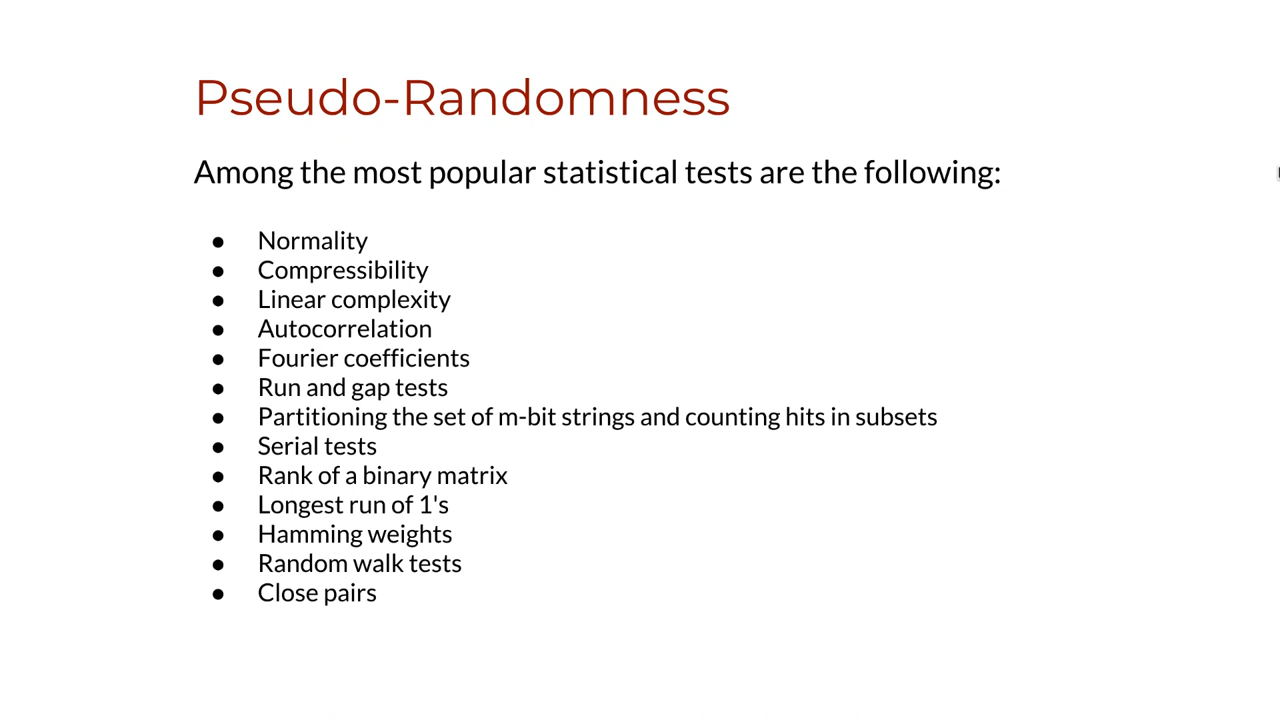 Pseudo-Randomness
Among the most popular statistical tests are the following:
● Normality
● Compressibility
● Linear complexity
● Autocorrelation
● Fourier coefficients
● Run and gap tests
● Partitioning the set of m-bit strings and counting hits in subsets
● Serial tests
● Rank of a binary matrix
● Longest run of 1's
● Hamming weights
● Random walk tests
● Close pairs